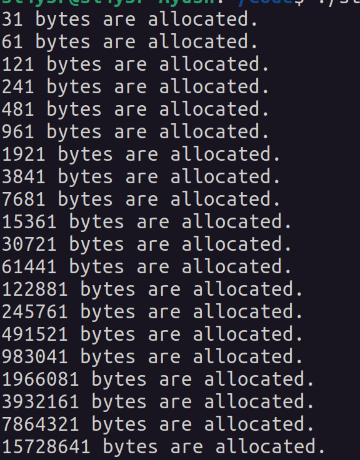 31 bytes are allocated.
61 bytes are allocated.
121 bytes are allocated.
241 bytes are allocated.
481 bytes are allocated.
961 bytes are allocated.
1921 bytes are allocated.
3841 bytes are allocated.
7681 bytes are allocated.
15361 bytes are allocated.
30721 bytes are allocated.
61441 bytes are allocated.
122881 bytes are allocated.
245761 bytes are allocated.
491521 bytes are allocated.
983041 bytes are allocated.
1966081 bytes are allocated.
3932161 bytes are allocated.
7864321 bytes are allocated.
15728641 bytes are allocated.